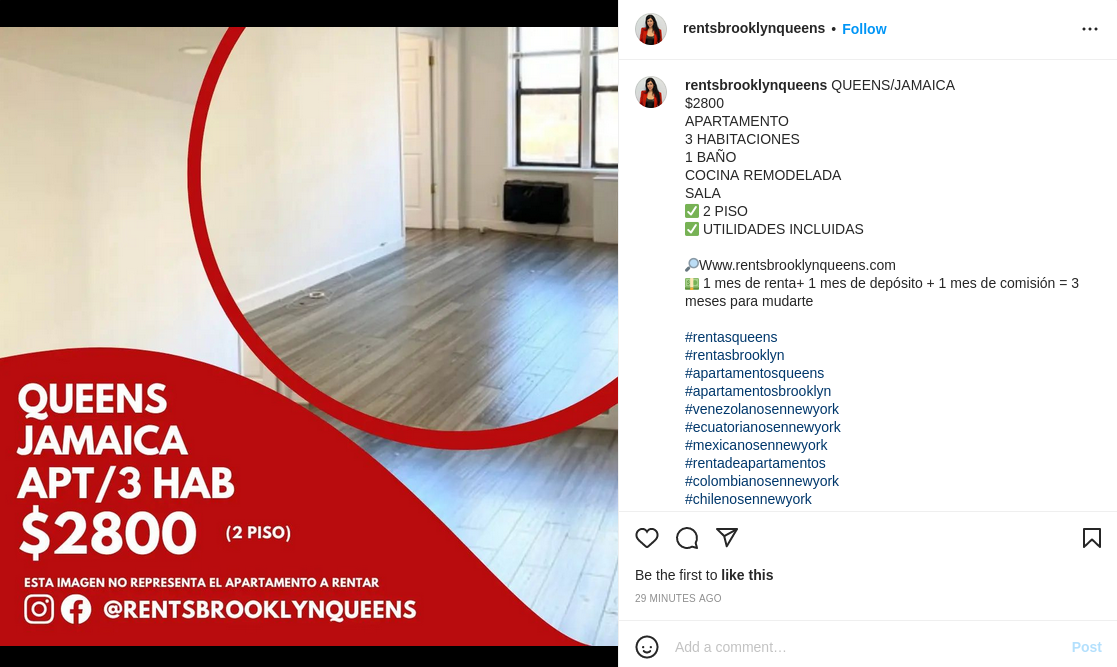 QUEENS
JAMAICA
APT/3 HAB
$2800 (2 PISO)
ESTA IMAGEN NO REPRESENTA EL APARTAMENTO A RENTAR
@RENTSBROOKLYNQUEENS
rentsbrooklynqueens • Follow
rentsbrooklynqueens QUEENS/JAMAICA
$2800
APARTAMENTO
3 HABITACIONES
1 BAÑO
COCINA REMODELADA
SALA
✅ 2 PISO
✅ UTILIDADES INCLUIDAS
🔎Www.rentsbrooklynqueens.com
💵 1 mes de renta+ 1 mes de depósito + 1 mes de comisión = 3
meses para mudarte
#rentasqueens
#rentasbrooklyn
#apartamentosqueens
#apartamentosbrooklyn
#venezolanosennewyork
#ecuatorianosennewyork
#mexicanosennewyork
#rentadeapartamentos
#colombianosennewyork
#chilenosennewyork
Be the first to like this
29 MINUTES AGO
Add a comment…
Post